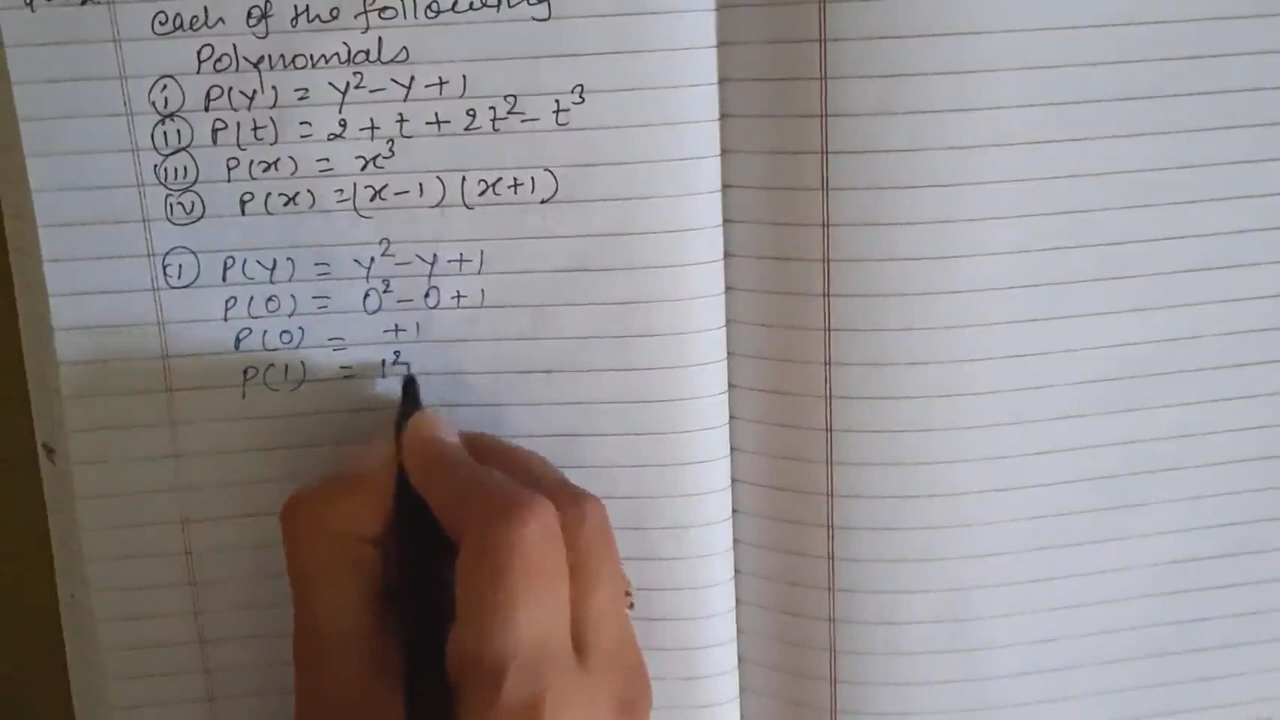 each of the following
Polynomials
(i) P(y) = y²-y+1
(ii) P(t) = 2+t+2t²-t³
(iii) P(x) = x³
(iv) P(x) =(x-1)(x+1)
(i) P(y) = y²-y+1
P(0) = 0²-0+1
P(0) = +1
P(1) = 1²